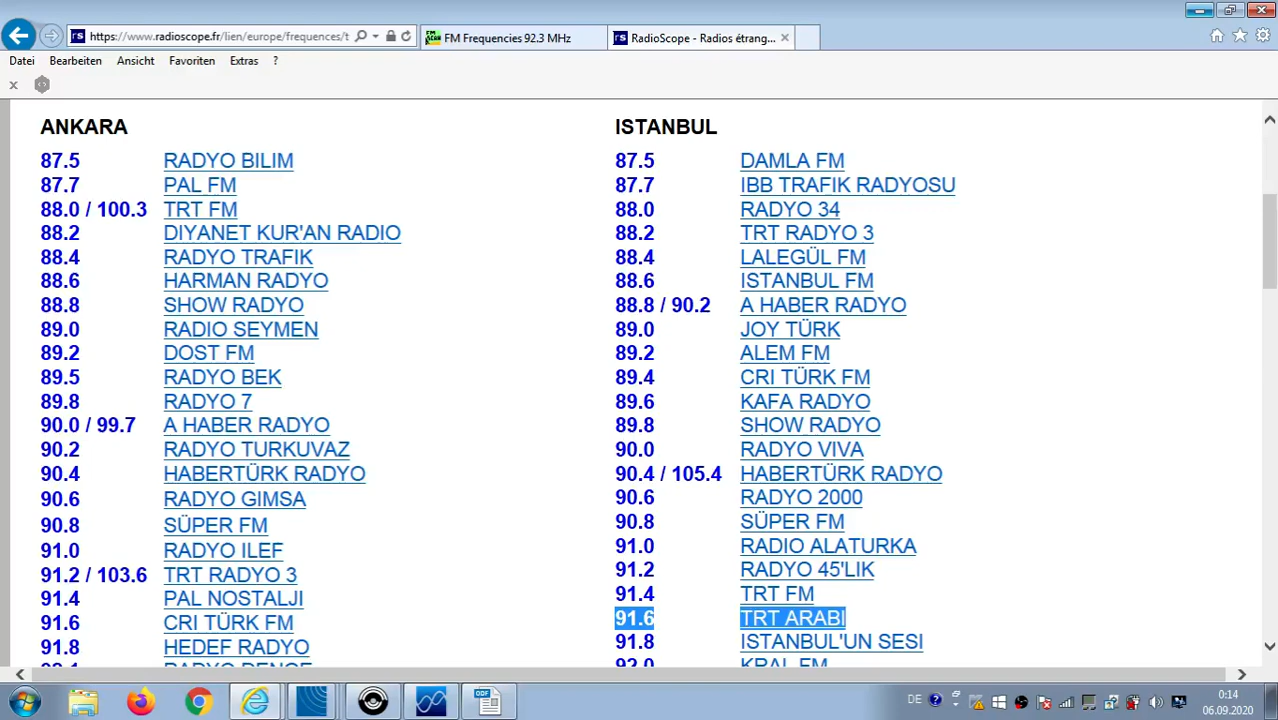 https://www.radioscope.fr/lien/europe/frequences/t
FM Frequencies 92.3 MHz
RadioScope - Radios étrang...
Datei Bearbeiten Ansicht Favoriten Extras ?
ANKARA
87.5 RADYO BILIM
87.7 PAL FM
88.0 / 100.3 TRT FM
88.2 DIYANET KUR'AN RADIO
88.4 RADYO TRAFIK
88.6 HARMAN RADYO
88.8 SHOW RADYO
89.0 RADIO SEYMEN
89.2 DOST FM
89.5 RADYO BEK
89.8 RADYO 7
90.0 / 99.7 A HABER RADYO
90.2 RADYO TURKUVAZ
90.4 HABERTÜRK RADYO
90.6 RADYO GIMSA
90.8 SÜPER FM
91.0 RADYO ILEF
91.2 / 103.6 TRT RADYO 3
91.4 PAL NOSTALJI
91.6 CRI TÜRK FM
91.8 HEDEF RADYO
ISTANBUL
87.5 DAMLA FM
87.7 IBB TRAFIK RADYOSU
88.0 RADYO 34
88.2 TRT RADYO 3
88.4 LALEGÜL FM
88.6 ISTANBUL FM
88.8 / 90.2 A HABER RADYO
89.0 JOY TÜRK
89.2 ALEM FM
89.4 CRI TÜRK FM
89.6 KAFA RADYO
89.8 SHOW RADYO
90.0 RADYO VIVA
90.4 / 105.4 HABERTÜRK RADYO
90.6 RADYO 2000
90.8 SÜPER FM
91.0 RADIO ALATURKA
91.2 RADYO 45'LIK
91.4 TRT FM
91.6 TRT ARABI
91.8 ISTANBUL'UN SESI
92.0 KRAL FM
DE
0:14
06.09.2020